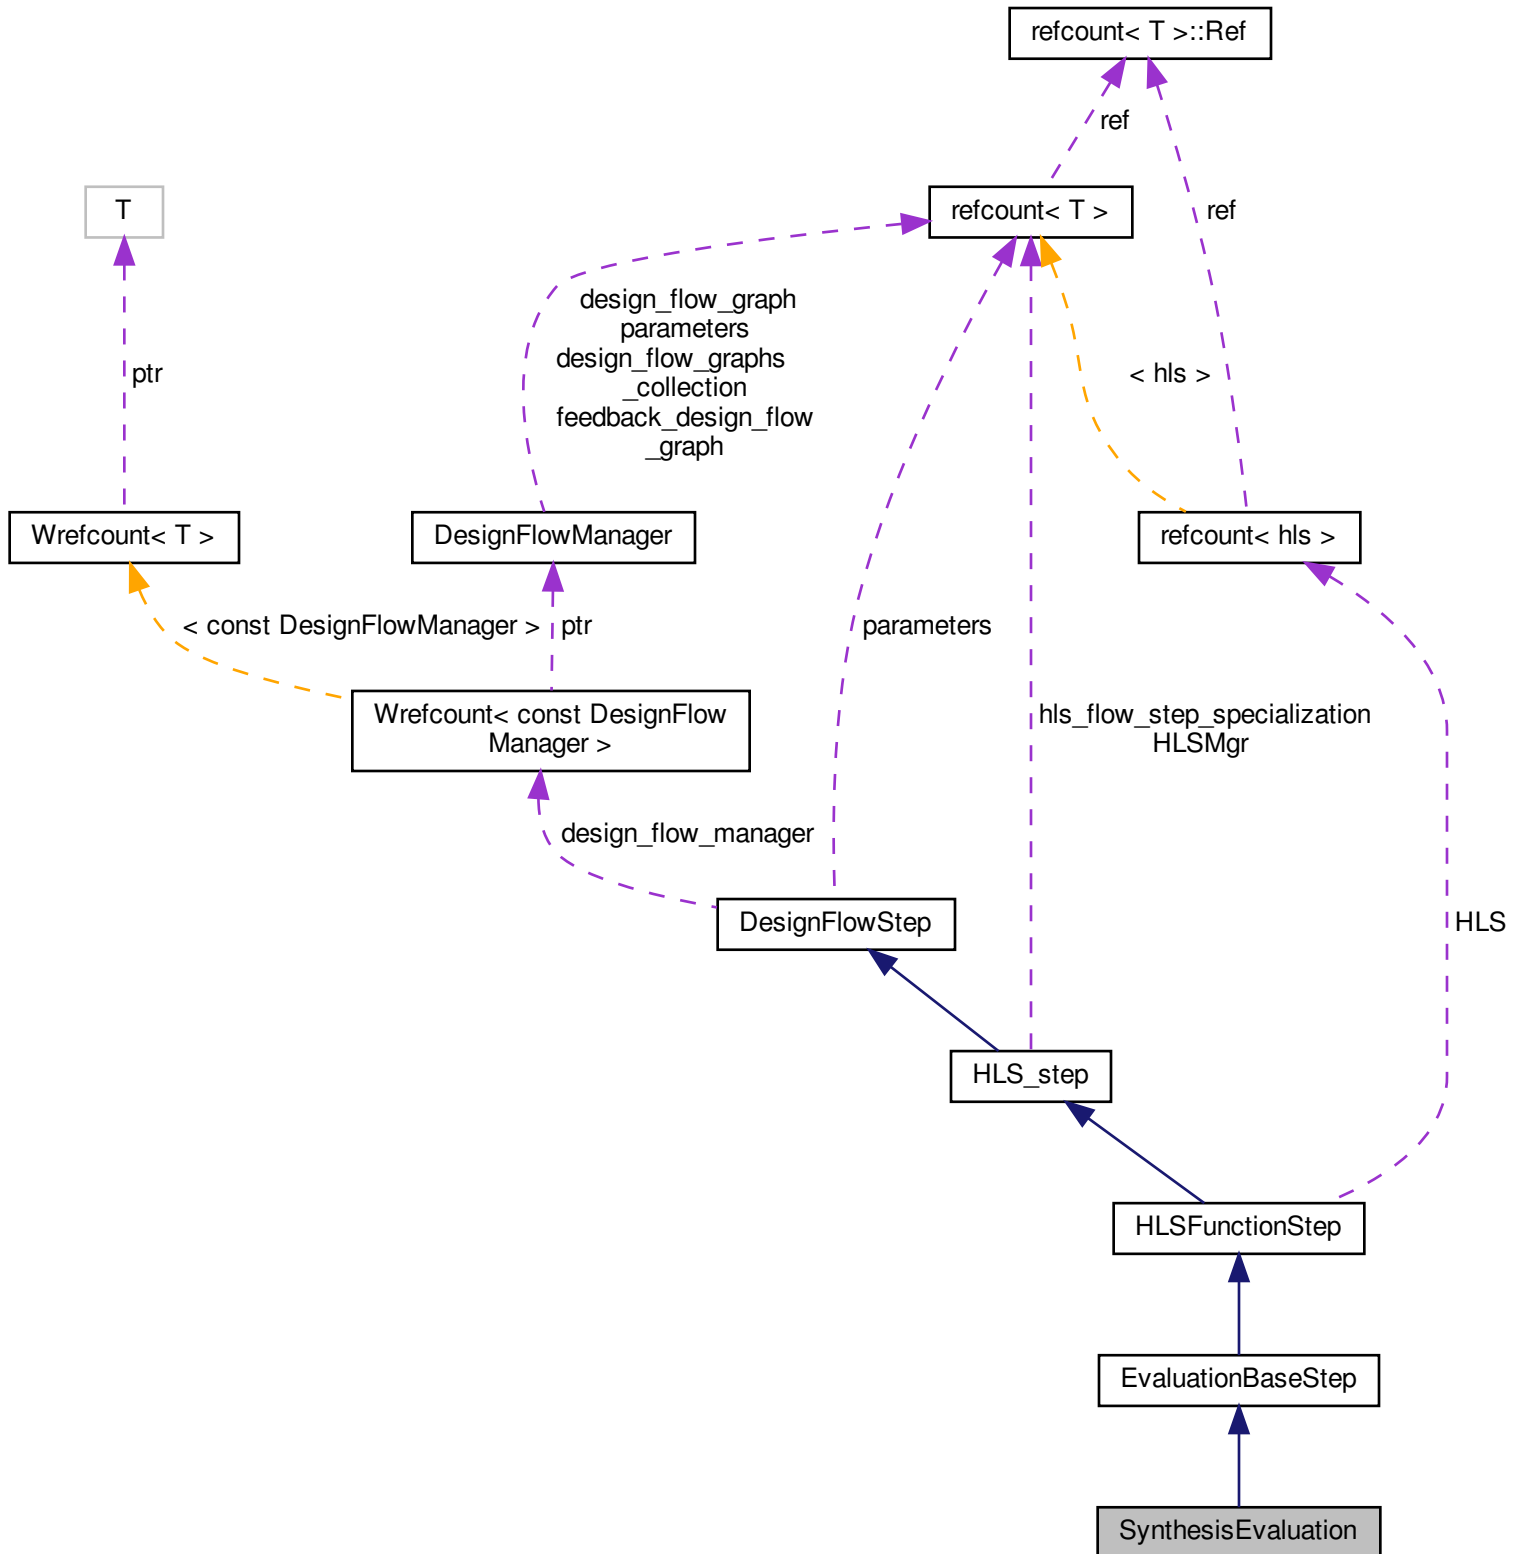 refcount< T >::Ref
ref
T
refcount< T >
ref
design_flow_graph
parameters
design_flow_graphs
_collection
feedback_design_flow
_graph
ptr
< hls >
Wrefcount< T >
DesignFlowManager
refcount< hls >
< const DesignFlowManager >
ptr
parameters
Wrefcount< const DesignFlow
Manager >
hls_flow_step_specialization
HLSMgr
design_flow_manager
DesignFlowStep
HLS
HLS_step
HLSFunctionStep
EvaluationBaseStep
SynthesisEvaluation